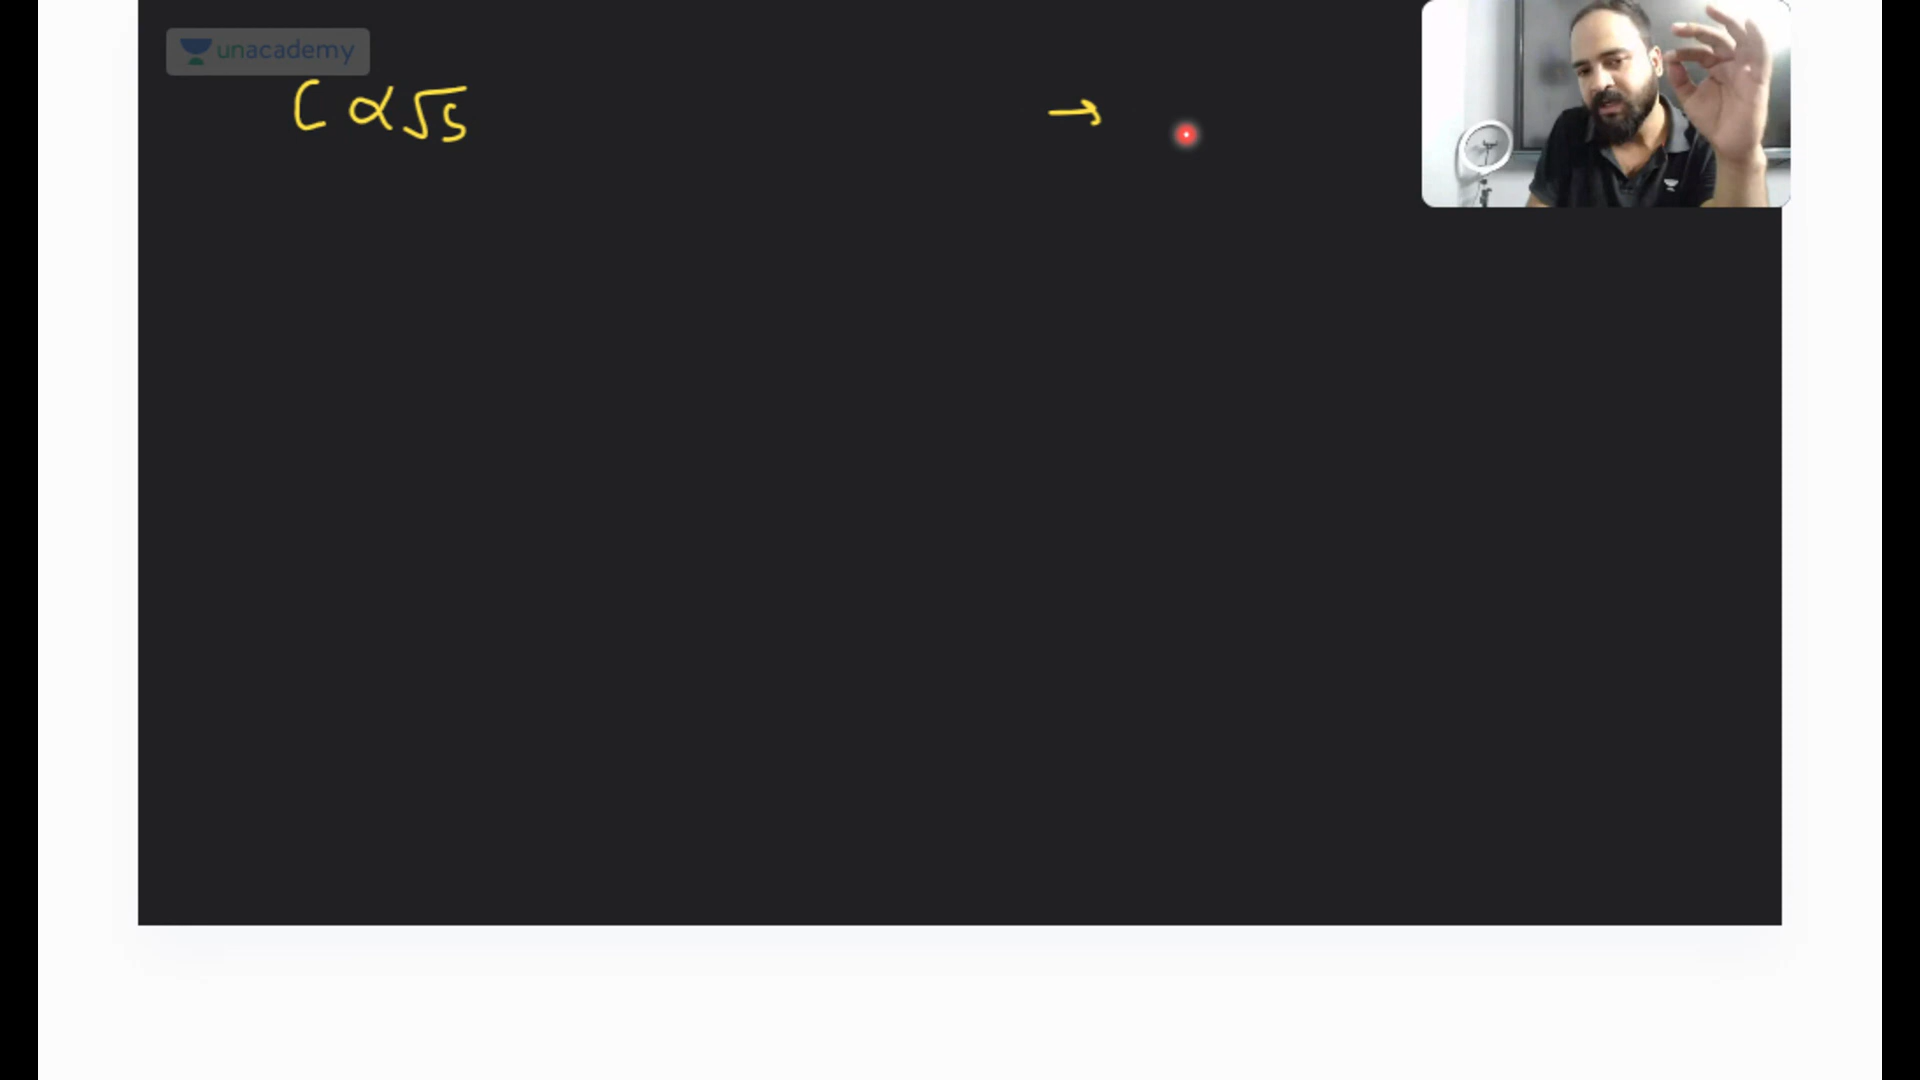 unacademy
C ∝ √s
→